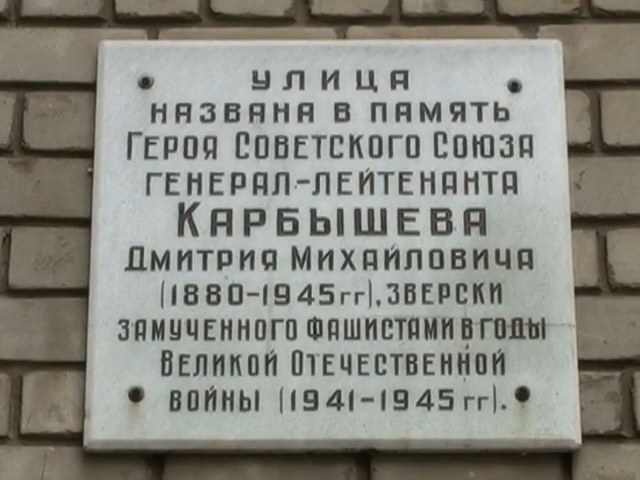 УЛИЦА
НАЗВАНА В ПАМЯТЬ
ГЕРОЯ СОВЕТСКОГО СОЮЗА
ГЕНЕРАЛ-ЛЕЙТЕНАНТА
КАРБЫШЕВА
ДМИТРИЯ МИХАЙЛОВИЧА
(1880-1945гг), ЗВЕРСКИ
ЗАМУЧЕННОГО ФАШИСТАМИ В ГОДЫ
ВЕЛИКОЙ ОТЕЧЕСТВЕННОЙ
ВОЙНЫ (1941-1945 гг).